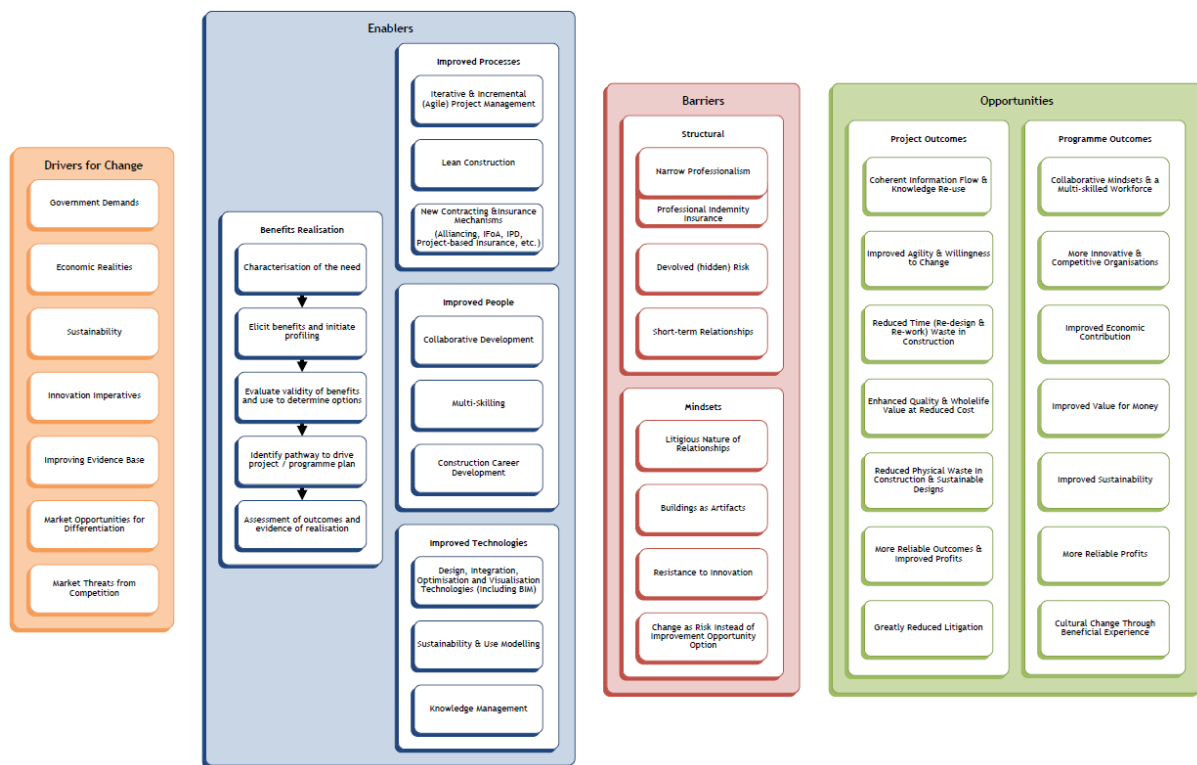 Drivers for Change
Government Demands
Economic Realities
Sustainability
Innovation Imperatives
Improving Evidence Base
Market Opportunities for
Differentiation
Market Threats from
Competition
Enablers
Benefits Realisation
Characterisation of the need
Elicit benefits and initiate
profiling
Evaluate validity of benefits
and use to determine options
Identify pathway to drive
project / programme plan
Assessment of outcomes and
evidence of realisation
Improved Processes
Iterative & Incremental
(Agile) Project Management
Lean Construction
New Contracting &Insurance
Mechanisms
(Alliancing, IFoA, IPD,
Project-based Insurance, etc.)
Improved People
Collaborative Development
Multi-Skilling
Construction Career
Development
Improved Technologies
Design, Integration,
Optimisation and Visualisation
Technologies (Including BIM)
Sustainability & Use Modelling
Knowledge Management
Barriers
Structural
Narrow Professionalism
Professional Indemnity
Insurance
Devolved (hidden) Risk
Short-term Relationships
Mindsets
Litigious Nature of
Relationships
Buildings as Artifacts
Resistance to Innovation
Change as Risk Instead of
Improvement Opportunity
Option
Opportunities
Project Outcomes
Coherent Information Flow &
Knowledge Re-use
Improved Agility & Willingness
to Change
Reduced Time (Re-design &
Re-work) Waste in
Construction
Enhanced Quality & Wholelife
Value at Reduced Cost
Reduced Physical Waste in
Construction & Sustainable
Designs
More Reliable Outcomes &
Improved Profits
Greatly Reduced Litigation
Programme Outcomes
Collaborative Mindsets & a
Multi-skilled Workforce
More Innovative &
Competitive Organisations
Improved Economic
Contribution
Improved Value for Money
Improved Sustainability
More Reliable Profits
Cultural Change Through
Beneficial Experience